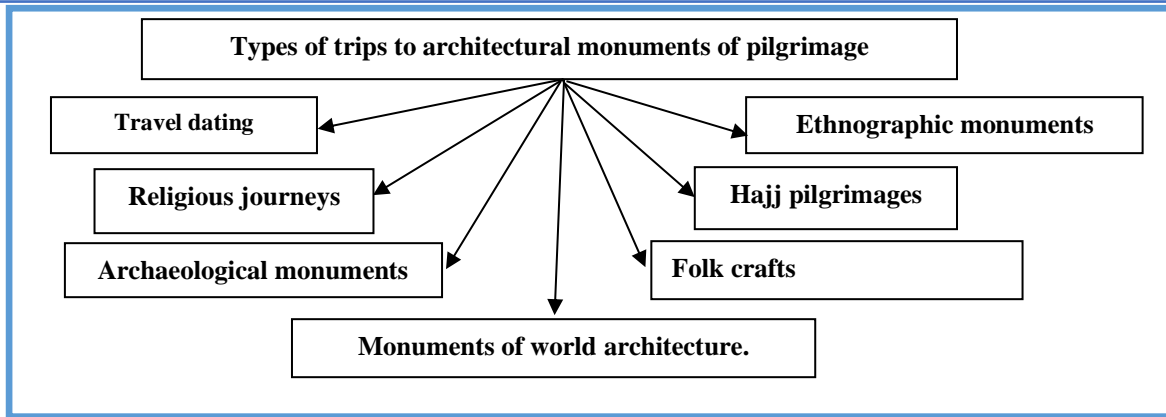 Types of trips to architectural monuments of pilgrimage
Travel dating
Ethnographic monuments
Religious journeys
Hajj pilgrimages
Archaeological monuments
Folk crafts
Monuments of world architecture.